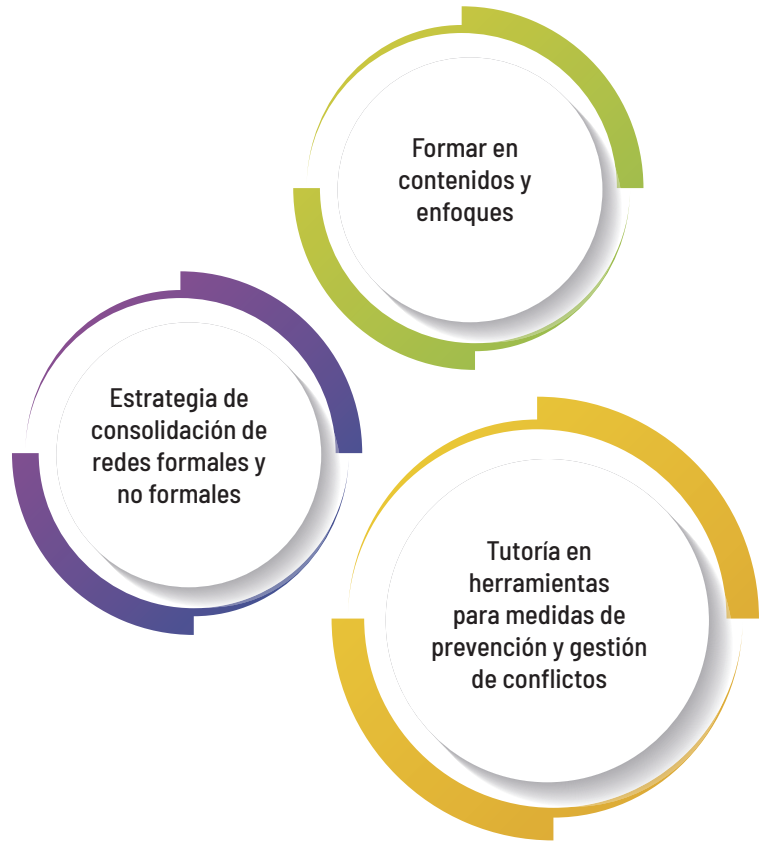 Formar en
contenidos y
enfoques
Estrategia de
consolidación de
redes formales y
no formales
Tutoría en
herramientas
para medidas de
prevención y gestión
de conflictos